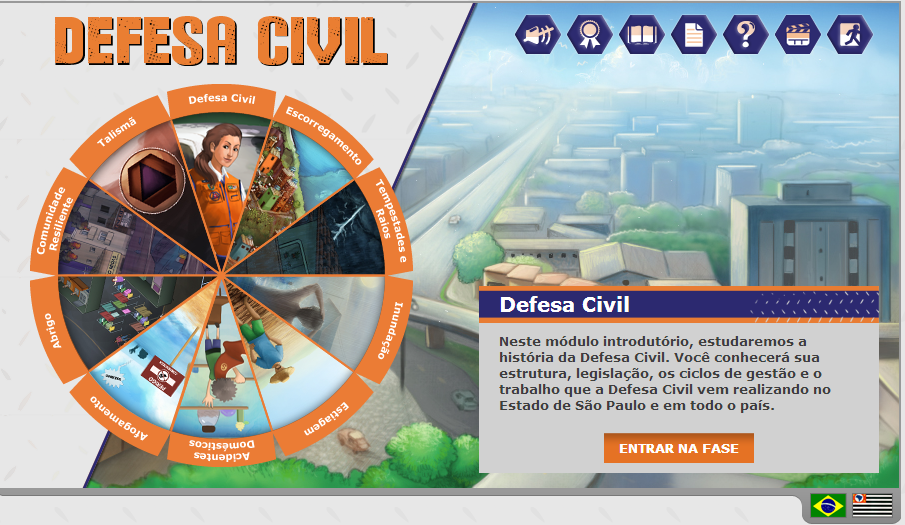 DEFESA CIVIL
Defesa Civil
Escorregamento
Tempestades e
Raios
Inundação
Estiagem
Acidentes
Domésticos
Afogamento
Abrigo
Comunidade
Resiliente
Talismã
PERIGO
Defesa Civil
Neste módulo introdutório, estudaremos a
história da Defesa Civil. Você conhecerá sua
estrutura, legislação, os ciclos de gestão e o
trabalho que a Defesa Civil vem realizando no
Estado de São Paulo e em todo o país.
ENTRAR NA FASE